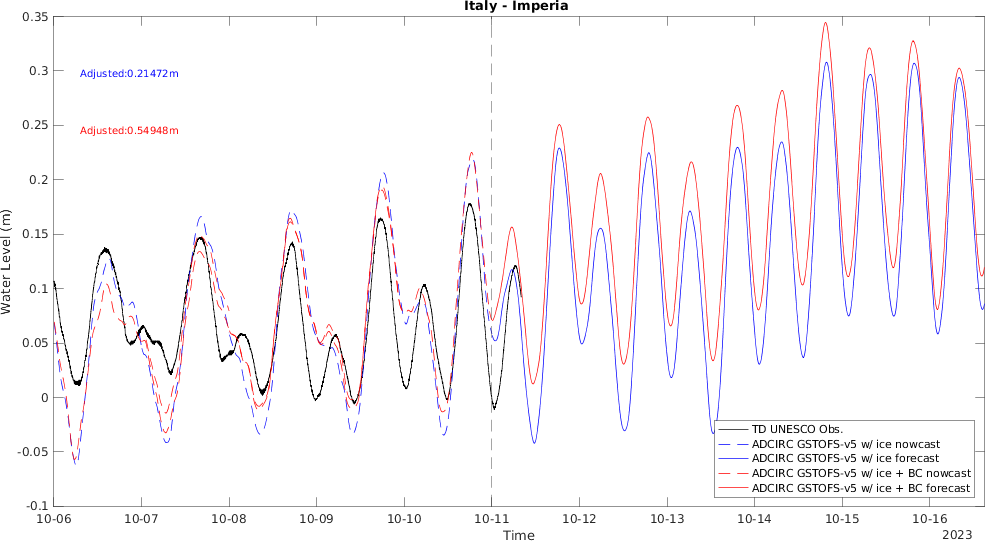 Italy - Imperia
0.35
0.3
0.25
0.2
0.15
0.1
0.05
0
-0.05
-0.1
Water Level (m)
Adjusted:0.21472m
Adjusted:0.54948m
TD UNESCO Obs.
ADCIRC GSTOFS-v5 w/ ice nowcast
ADCIRC GSTOFS-v5 w/ ice forecast
ADCIRC GSTOFS-v5 w/ ice + BC nowcast
ADCIRC GSTOFS-v5 w/ ice + BC forecast
10-06 10-07 10-08 10-09 10-10 10-11 10-12 10-13 10-14 10-15 10-16
Time
2023